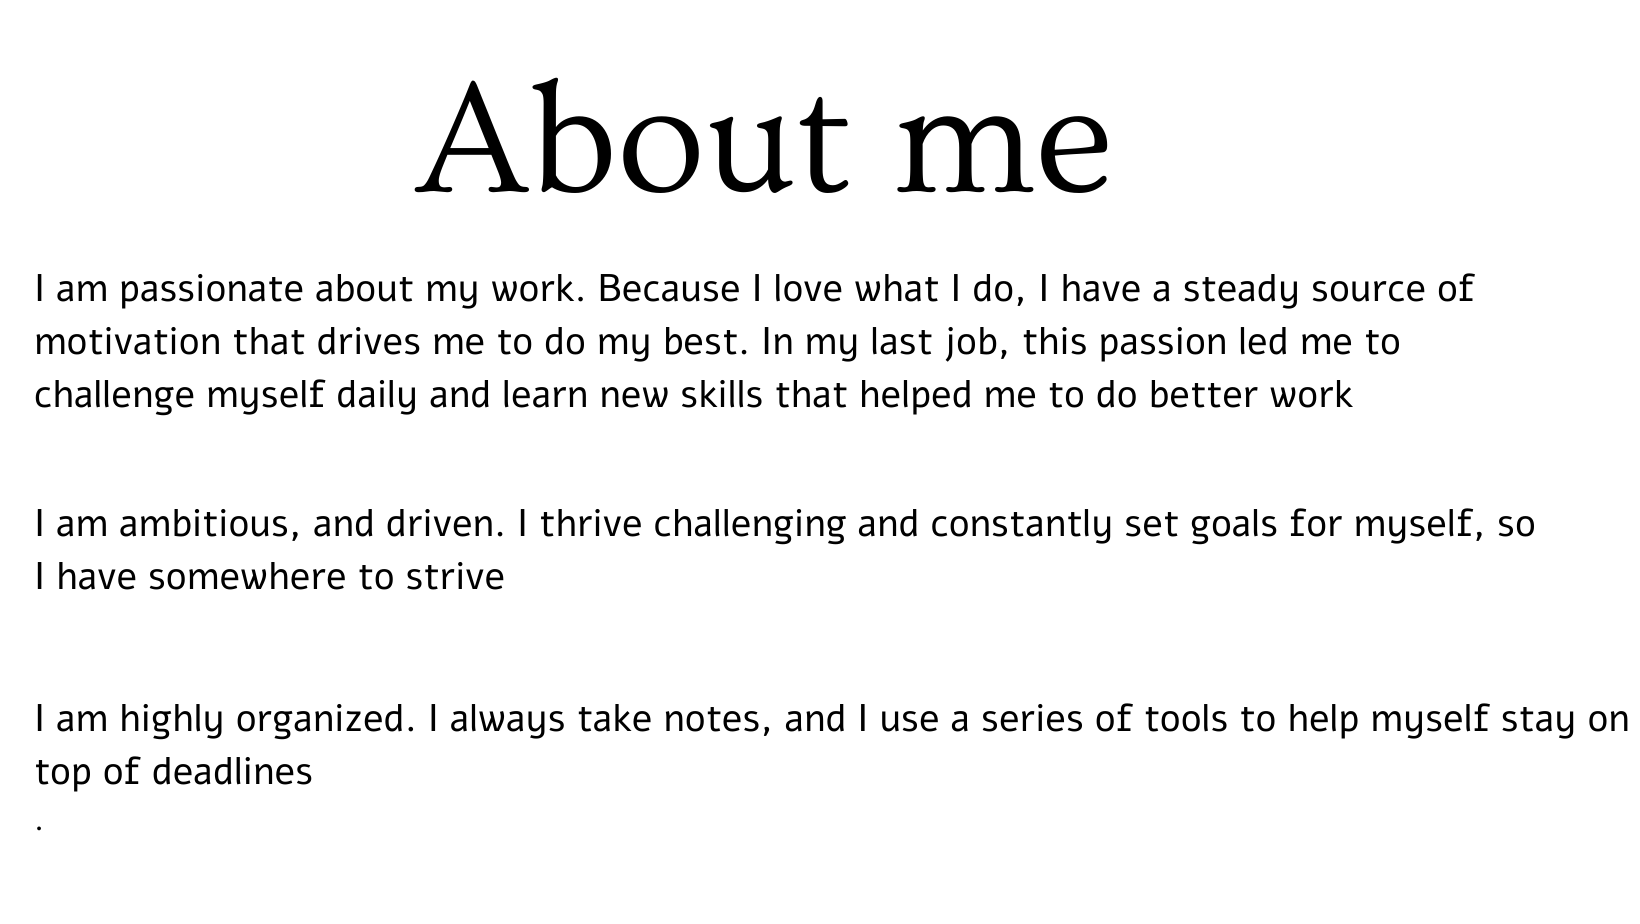 About me
I am passionate about my work. Because I love what I do, I have a steady source of
motivation that drives me to do my best. In my last job, this passion led me to
challenge myself daily and learn new skills that helped me to do better work
I am ambitious, and driven. I thrive challenging and constantly set goals for myself, so
I have somewhere to strive
I am highly organized. I always take notes, and I use a series of tools to help myself stay on
top of deadlines
.